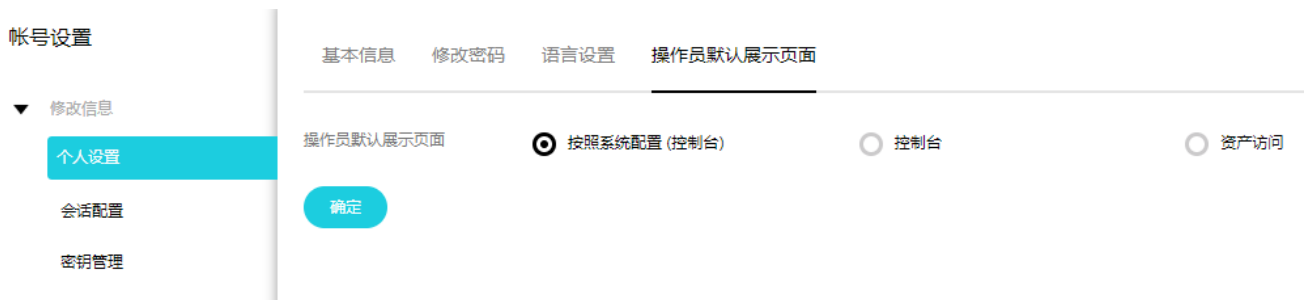 帐号设置
修改信息
个人设置
会话配置
密钥管理
基本信息 修改密码 语言设置 操作员默认展示页面
操作员默认展示页面 按照系统配置 (控制台) 控制台 资产访问
确定